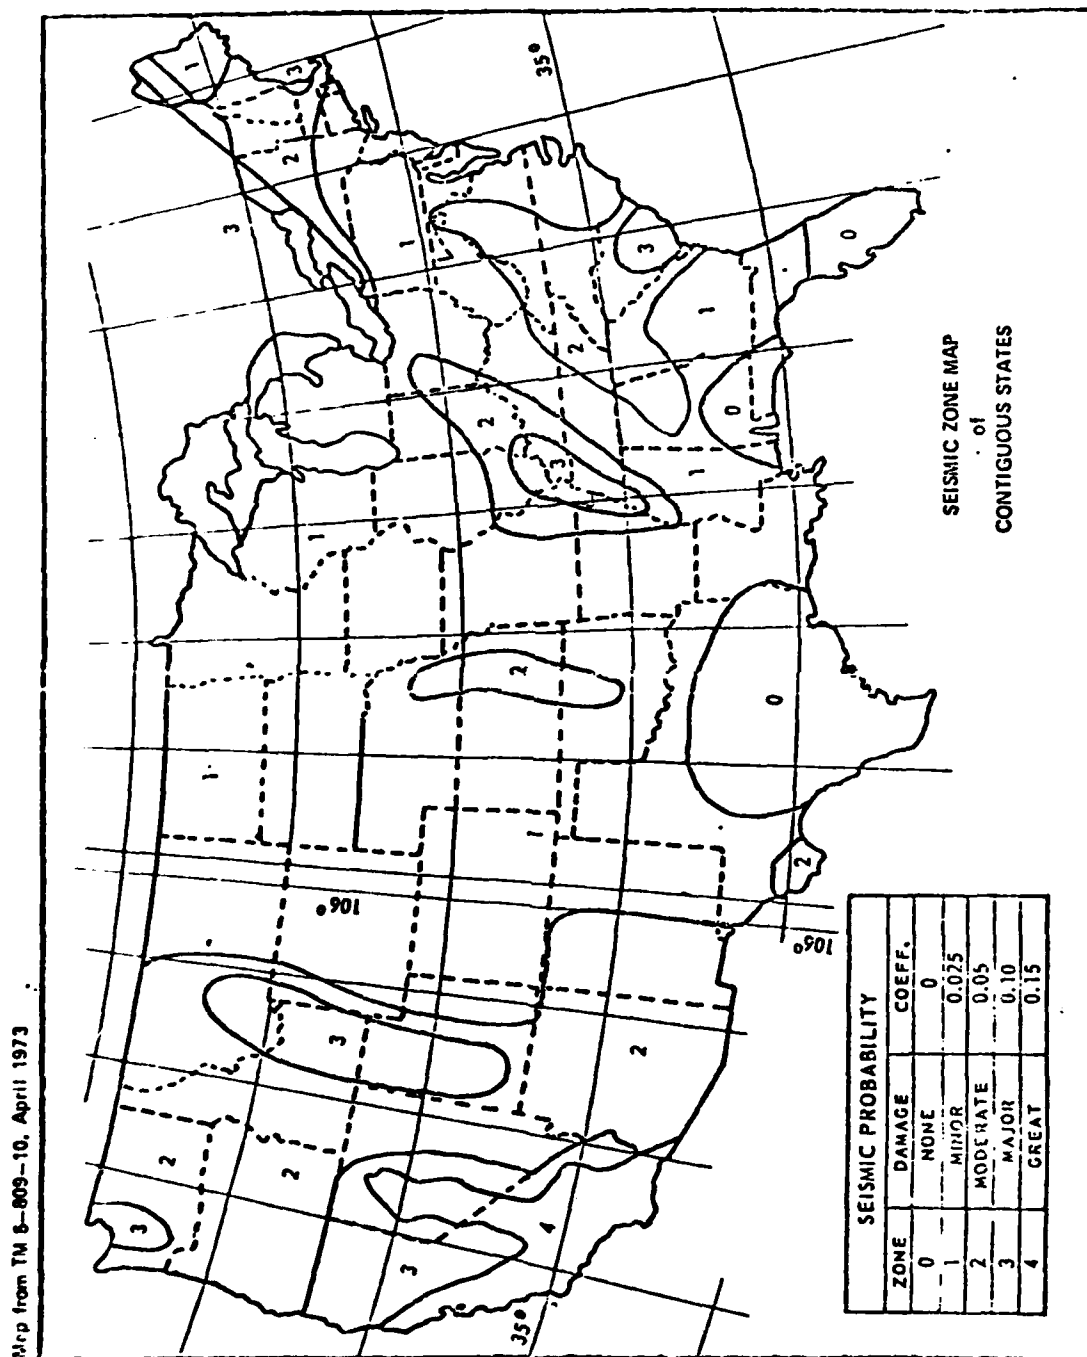 Map from TM 5-809-10, April 1973
3
2
2
3
4
3
2
1
106°
1
2
1
2
3
2
1
3
2
1
3
1
2
3
1
0
1
0
2
0
35°
35°
106°
SEISMIC ZONE MAP
of
CONTIGUOUS STATES
SEISMIC PROBABILITY
ZONE DAMAGE COEFF.
0 NONE 0
1 MINOR 0.025
2 MODERATE 0.05
3 MAJOR 0.10
4 GREAT 0.15